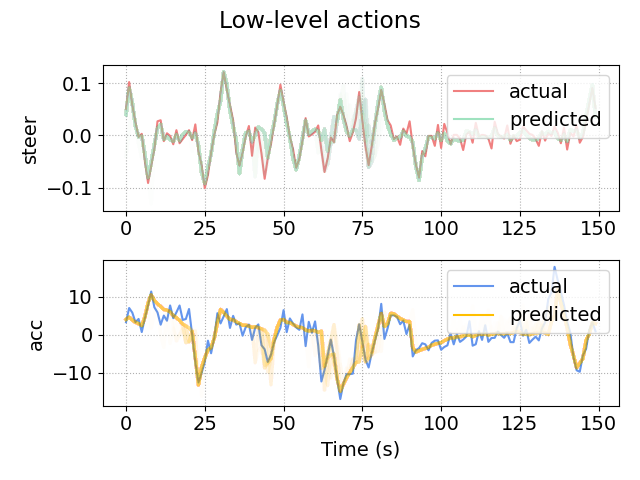 Low-level actions
steer
0.1
0.0
−0.1
actual
predicted
0 25 50 75 100 125 150
acc
10
0
−10
actual
predicted
0 25 50 75 100 125 150
Time (s)